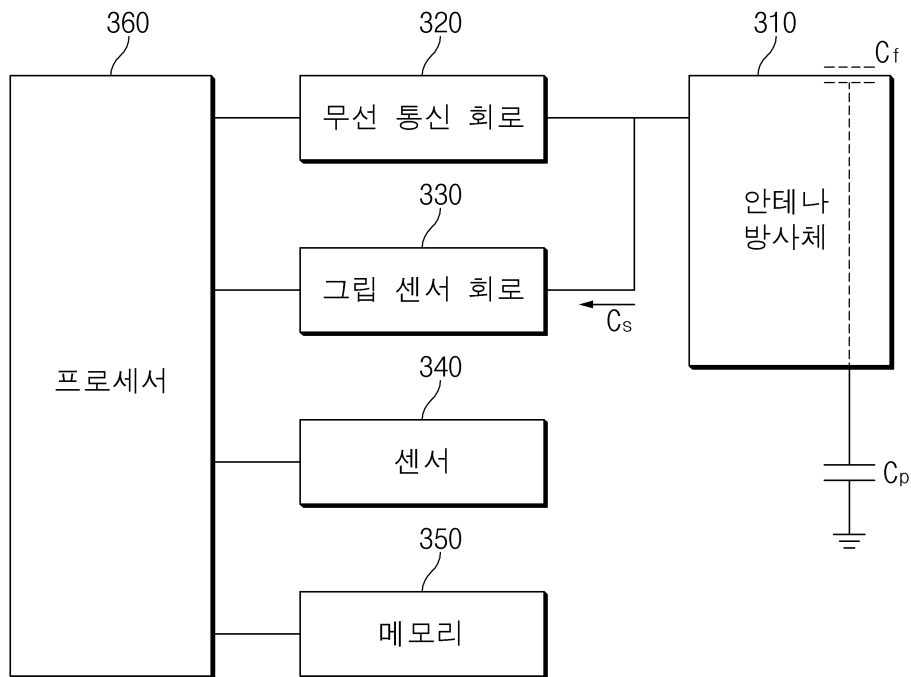 360
320
310
Cf
무선 통신 회로
안테나
방사체
330
그립 센서 회로
Cs
프로세서
340
센서
Cp
350
메모리